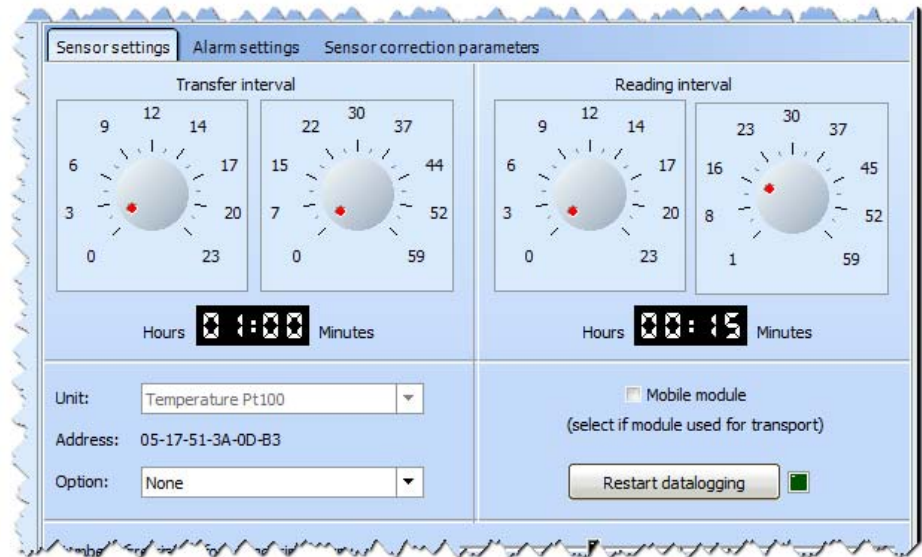 Sensor settings Alarm settings Sensor correction parameters
Transfer interval
0 3 6 9 12 14 17 20 23
0 7 15 22 30 37 44 52 59
Hours 01:00 Minutes
Reading interval
0 3 6 9 12 14 17 20 23
1 8 16 23 30 37 45 52 59
Hours 00:15 Minutes
Unit: Temperature Pt100
Address: 05-17-51-3A-0D-B3
Option: None
Mobile module
(select if module used for transport)
Restart datalogging